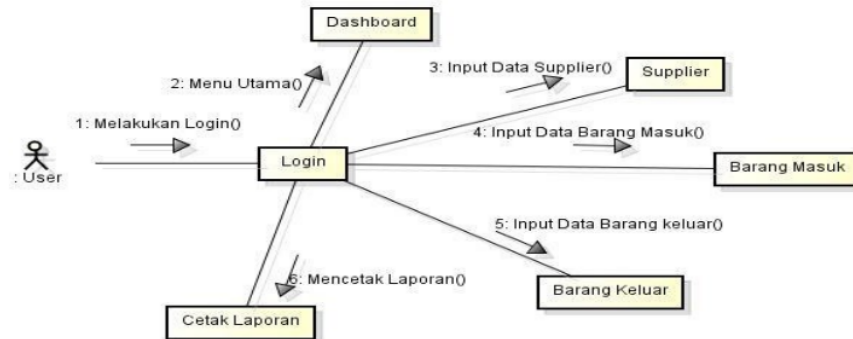 Dashboard
2: Menu Utama()
3: Input Data Supplier()
Supplier
1: Melakukan Login()
4: Input Data Barang Masuk()
: User
Login
Barang Masuk
5: Input Data Barang keluar()
6: Mencetak Laporan()
Barang Keluar
Cetak Laporan